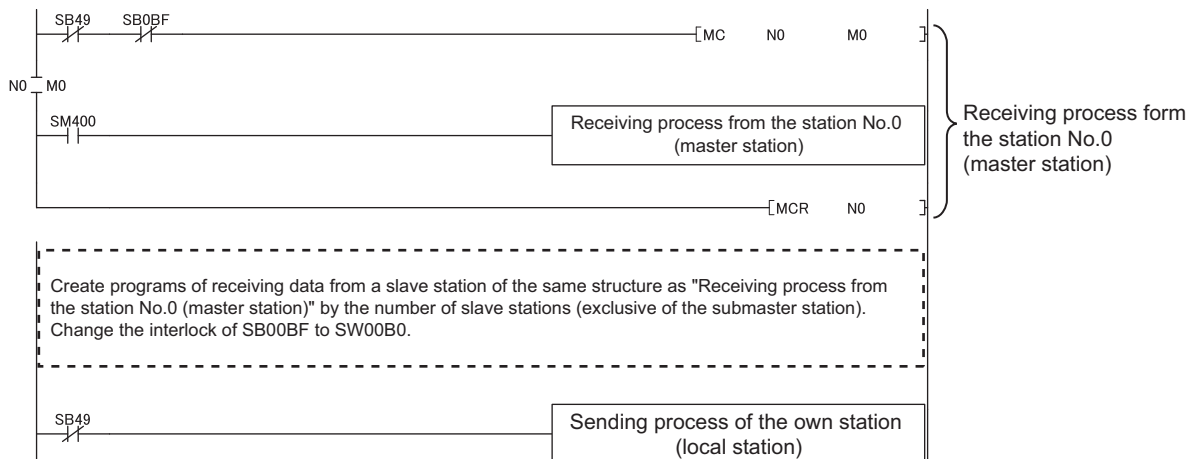 SB49 SB0BF
[MC N0 M0 ]
N0 M0
SM400
Receiving process from the station No.0
(master station)
Receiving process form
the station No.0
(master station)
[MCR N0 ]
Create programs of receiving data from a slave station of the same structure as "Receiving process from
the station No.0 (master station)" by the number of slave stations (exclusive of the submaster station).
Change the interlock of SB00BF to SW00B0.
SB49
Sending process of the own station
(local station)